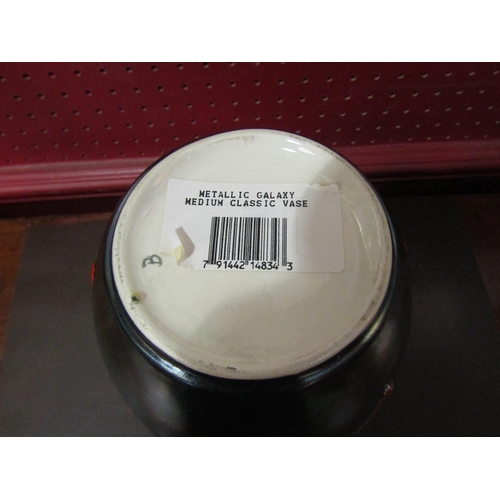 METALLIC GALAXY
MEDIUM CLASSIC VASE
7 91442 14834 3
B